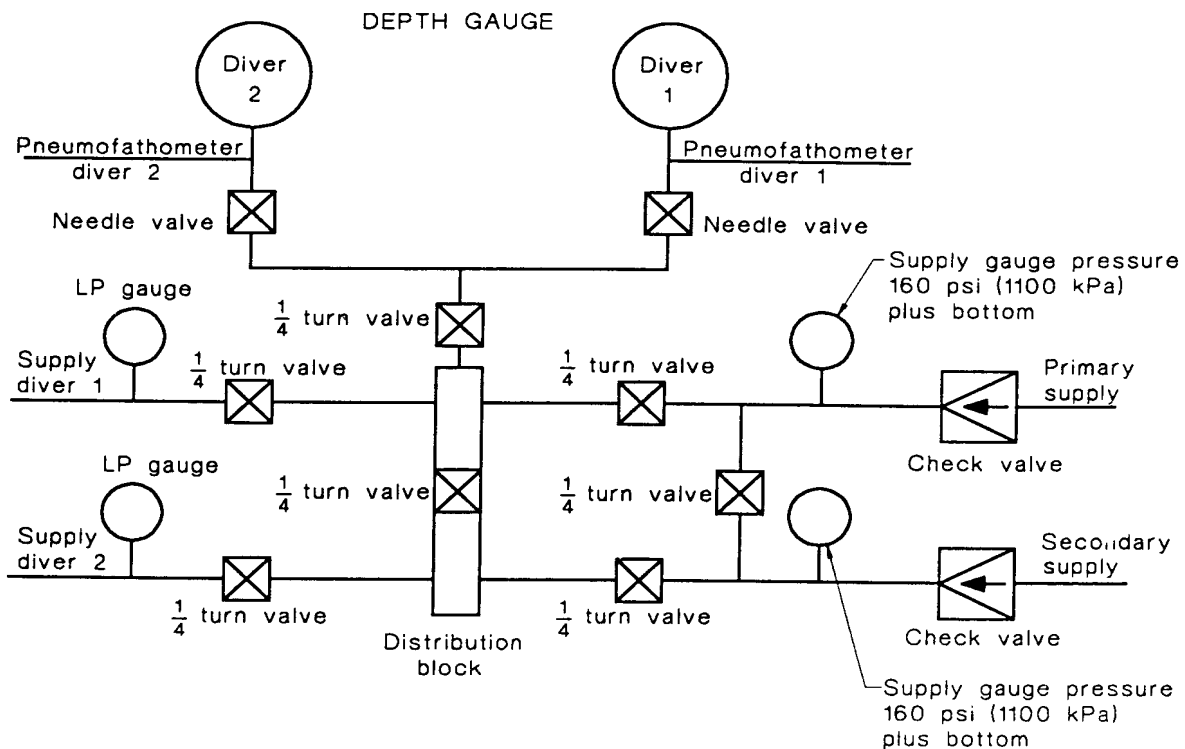 DEPTH GAUGE
Diver
2
Diver
1
Pneumofathometer
diver 2
Pneumofathometer
diver 1
Needle valve
Needle valve
Supply gauge pressure
160 psi (1100 kPa)
plus bottom
LP gauge
1/4 turn valve
Supply
diver 1
1/4 turn valve
1/4 turn valve
Primary
supply
Check valve
LP gauge
1/4 turn valve
1/4 turn valve
Supply
diver 2
Secondary
supply
1/4 turn valve
1/4 turn valve
Check valve
Distribution
block
Supply gauge pressure
160 psi (1100 kPa)
plus bottom